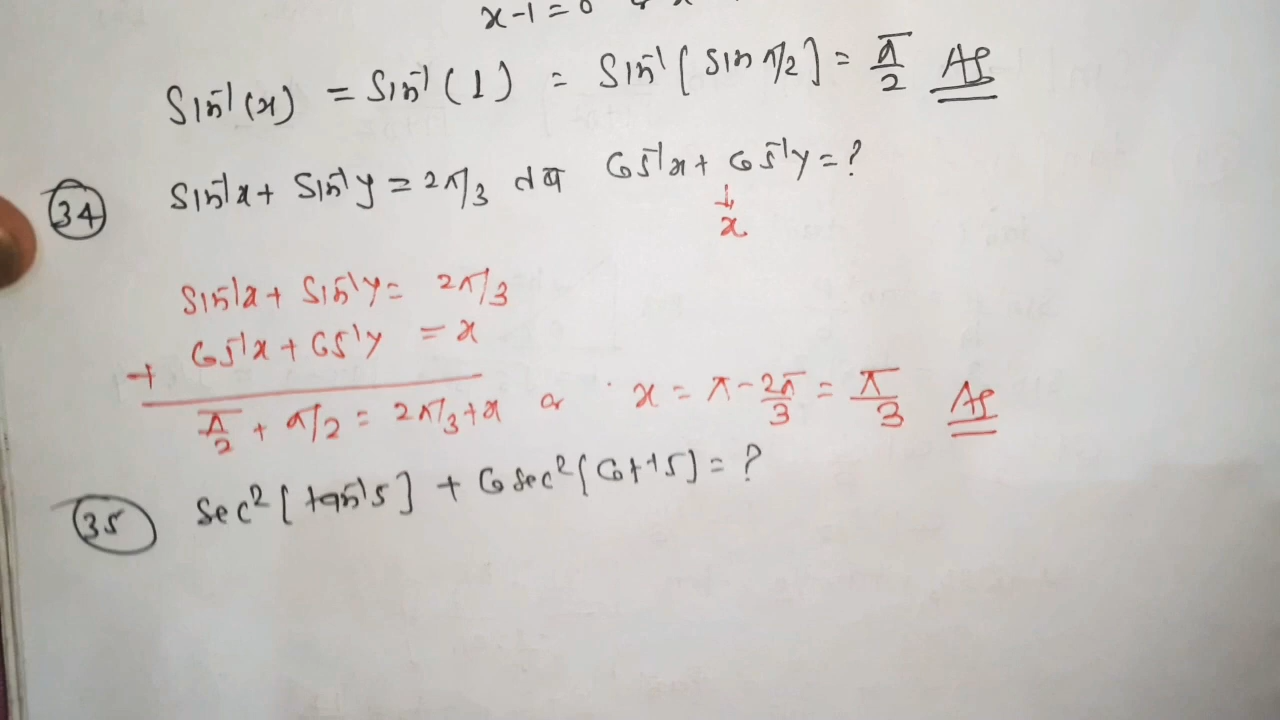 x-1=0
Sin⁻¹(x) = Sin⁻¹(1) = Sin⁻¹[Sin π/2] = π/2 As
34 Sin⁻¹x + Sin⁻¹y = 2π/3 तब Cos⁻¹x + Cos⁻¹y = ?
↓
x
Sin⁻¹x + Sin⁻¹y = 2π/3
+ Cos⁻¹x + Cos⁻¹y = x
π/2 + π/2 = 2π/3 + x or x = π - 2π/3 = π/3 As
35 Sec²[tan⁻¹5] + Cosec²[Cot⁻¹5] = ?